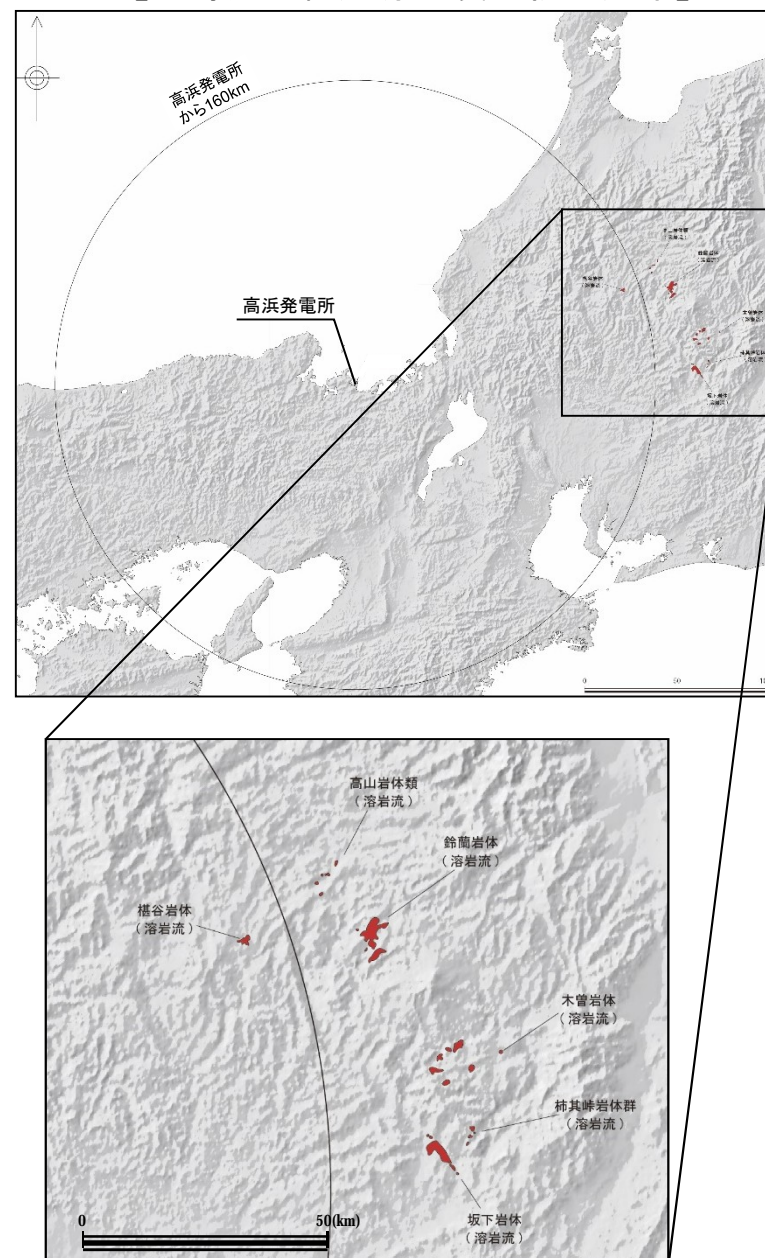 高浜発電所
から160km
高浜発電所
0
50
高山岩体類
（溶岩流）
鈴蘭岩体
（溶岩流）
椹谷岩体
（溶岩流）
木曽岩体
（溶岩流）
柿其峠岩体群
（溶岩流）
坂下岩体
（溶岩流）
0
50(km)